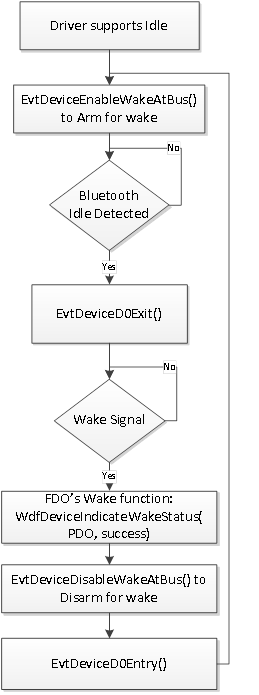 Driver supports Idle
EvtDeviceEnableWakeAtBus()
to Arm for wake
No
Bluetooth
Idle Detected
Yes
EvtDeviceD0Exit()
No
Wake Signal
Yes
FDO's Wake function:
WdfDeviceIndicateWakeStatus(
PDO, success)
EvtDeviceDisableWakeAtBus() to
Disarm for wake
EvtDeviceD0Entry()